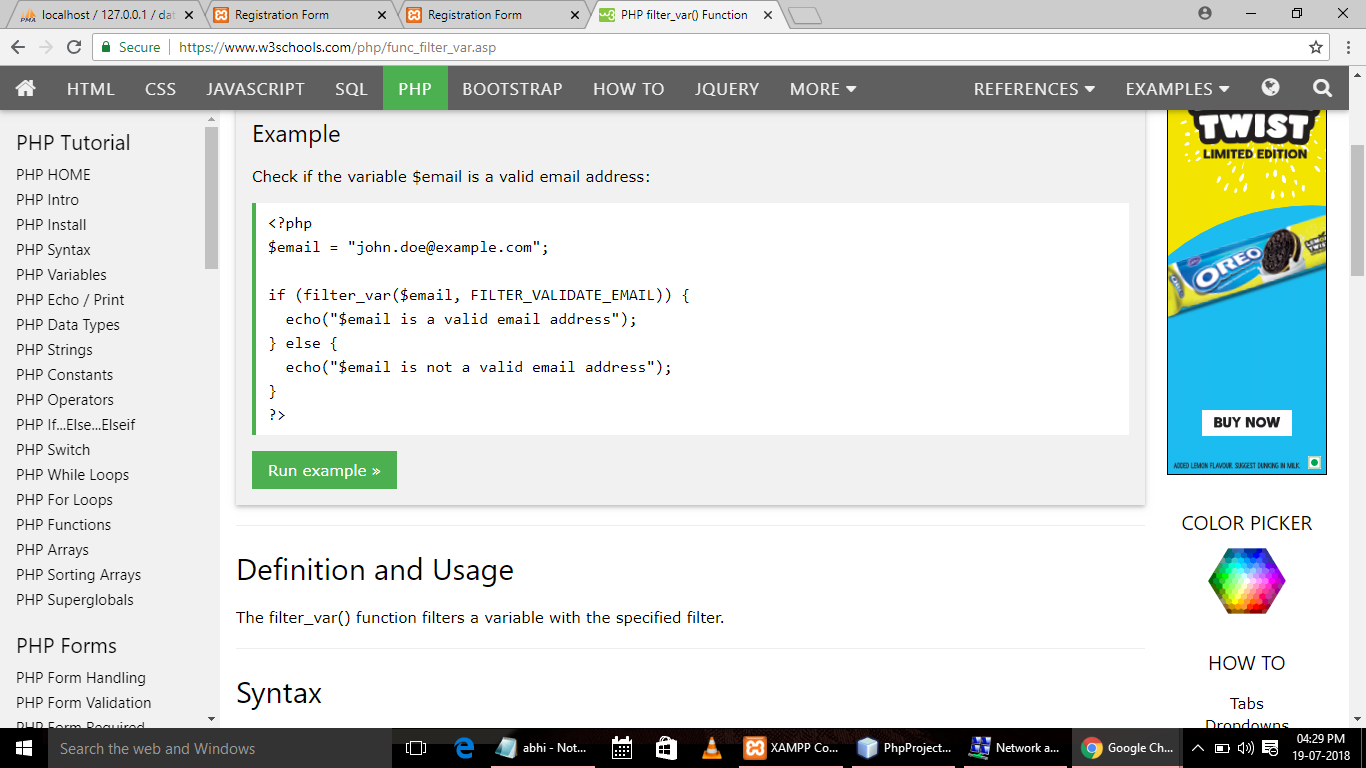 localhost / 127.0.0.1 / dat
Registration Form
Registration Form
PHP filter_var() Function
Secure
https://www.w3schools.com/php/func_filter_var.asp
HTML
CSS
JAVASCRIPT
SQL
PHP
BOOTSTRAP
HOW TO
JQUERY
MORE
REFERENCES
EXAMPLES
PHP Tutorial
PHP HOME
PHP Intro
PHP Install
PHP Syntax
PHP Variables
PHP Echo / Print
PHP Data Types
PHP Strings
PHP Constants
PHP Operators
PHP If...Else...Elseif
PHP Switch
PHP While Loops
PHP For Loops
PHP Functions
PHP Arrays
PHP Sorting Arrays
PHP Superglobals
PHP Forms
PHP Form Handling
PHP Form Validation
PHP Form Required
Example
Check if the variable $email is a valid email address:
<?php
$email = "john.doe@example.com";
if (filter_var($email, FILTER_VALIDATE_EMAIL)) {
echo("$email is a valid email address");
} else {
echo("$email is not a valid email address");
}
?>
Run example »
Definition and Usage
The filter_var() function filters a variable with the specified filter.
Syntax
TWIST
LIMITED EDITION
OREO
BUY NOW
ADDED LEMON FLAVOUR. SUGGEST DUNKING IN MILK.
COLOR PICKER
HOW TO
Tabs
Dropdowns
Search the web and Windows
abhi - Not...
XAMPP Co...
PhpProject...
Network a...
Google Ch...
04:29 PM
19-07-2018